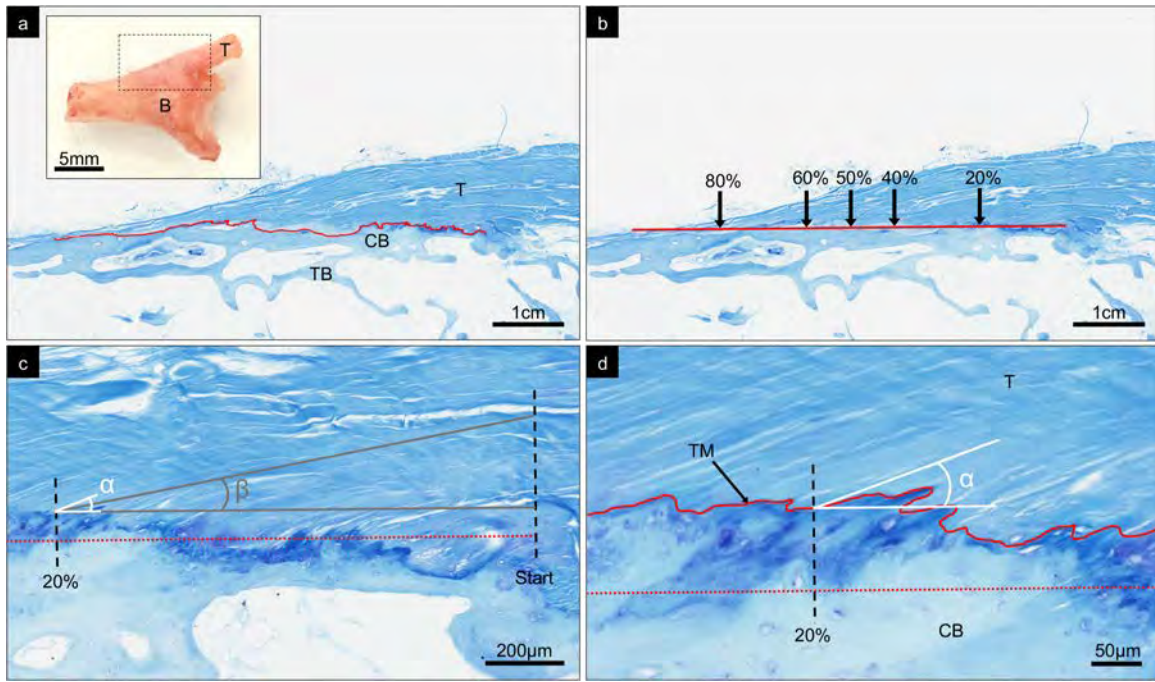 a
T
B
5mm
T
CB
TB
1cm
b
80%
60%
50%
40%
20%
1cm
c
α
β
20%
Start
200μm
d
T
TM
α
20%
CB
50μm